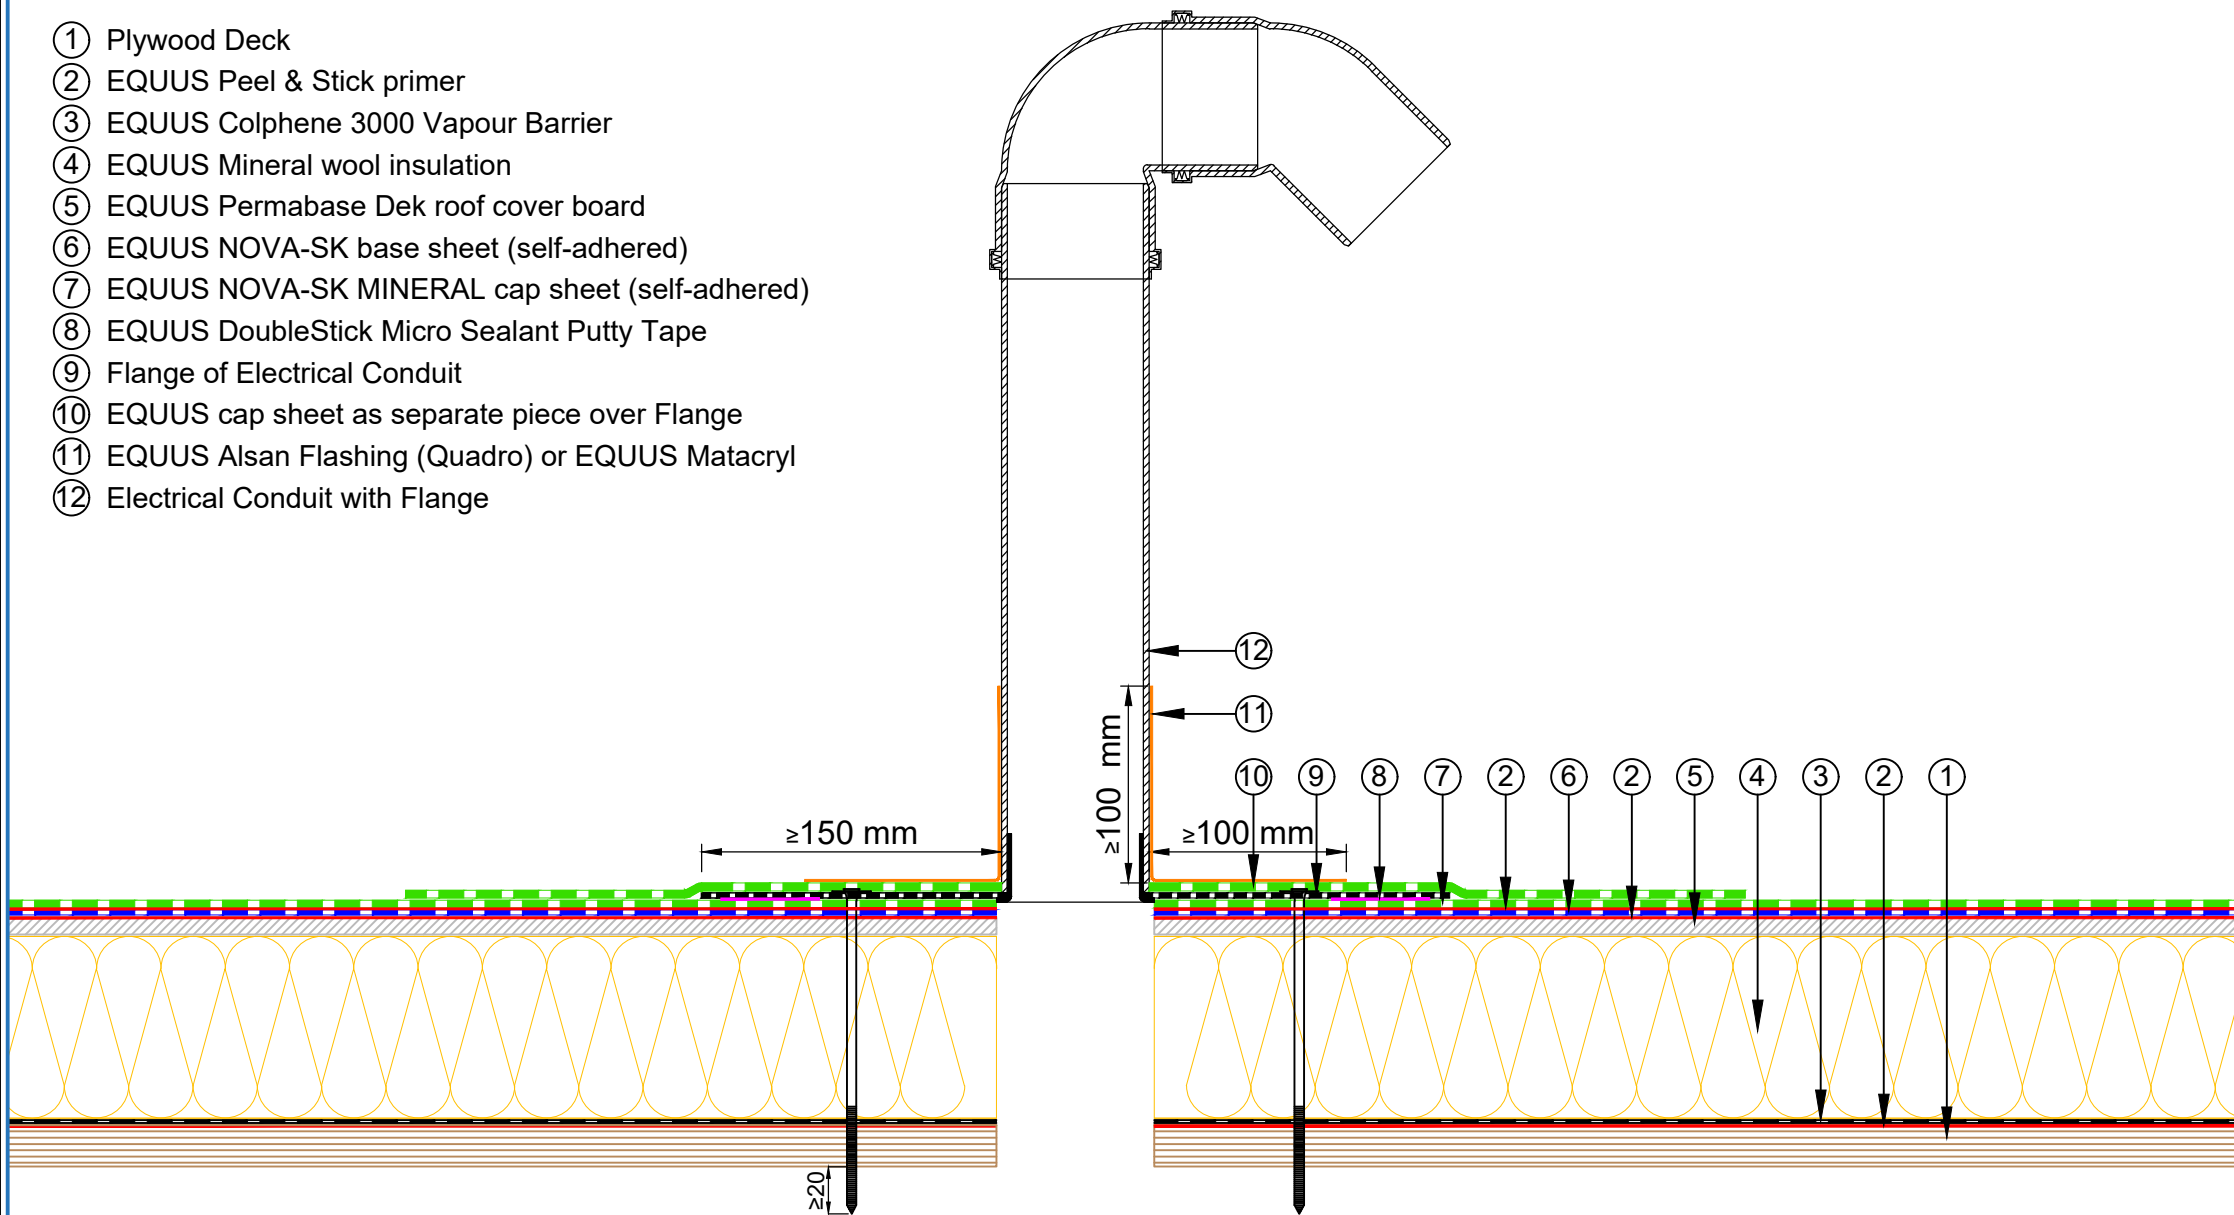 1 Plywood Deck
2 EQUUS Peel & Stick primer
3 EQUUS Colphene 3000 Vapour Barrier
4 EQUUS Mineral wool insulation
5 EQUUS Permabase Dek roof cover board
6 EQUUS NOVA-SK base sheet (self-adhered)
7 EQUUS NOVA-SK MINERAL cap sheet (self-adhered)
8 EQUUS DoubleStick Micro Sealant Putty Tape
9 Flange of Electrical Conduit
10 EQUUS cap sheet as separate piece over Flange
11 EQUUS Alsan Flashing (Quadro) or EQUUS Matacryl
12 Electrical Conduit with Flange
12
11
10 9 8 7 2 6 2 5 4 3 2 1
≥150 mm
≥100 mm
≥100 mm
≥20